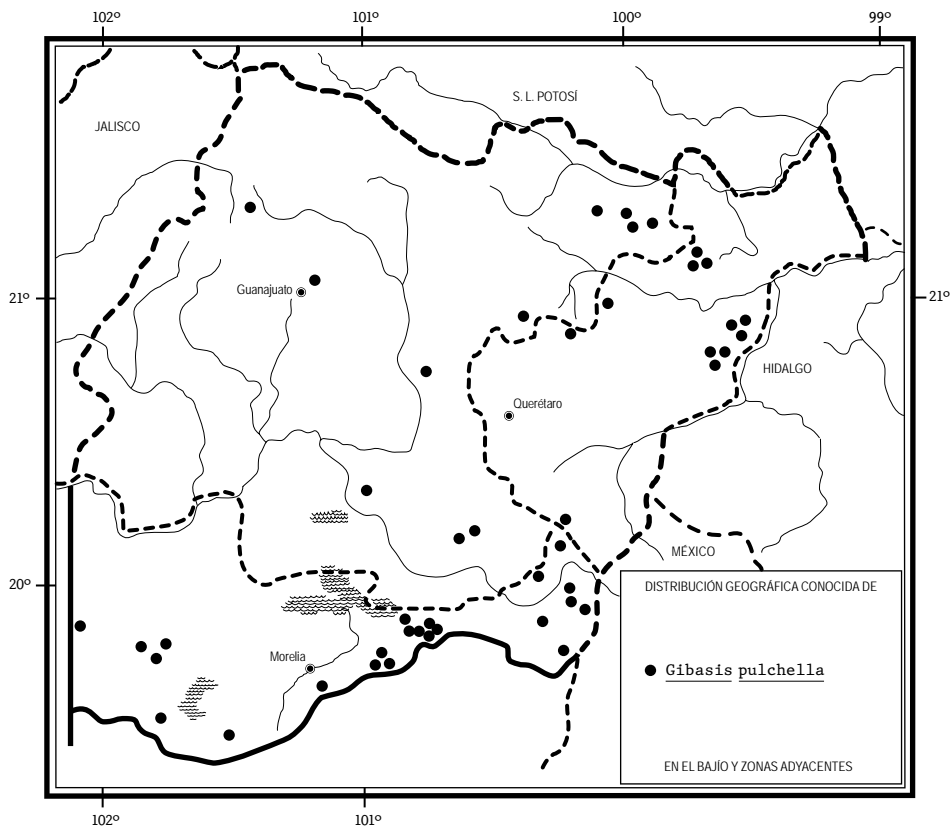 102º 101º 100º 99º
S. L. POTOSÍ
JALISCO
Guanajuato
21º 21º
HIDALGO
Querétaro
MÉXICO
20º
DISTRIBUCIÓN GEOGRÁFICA CONOCIDA DE
Morelia
Gibasis pulchella
EN EL BAJÍO Y ZONAS ADYACENTES
102º 101º